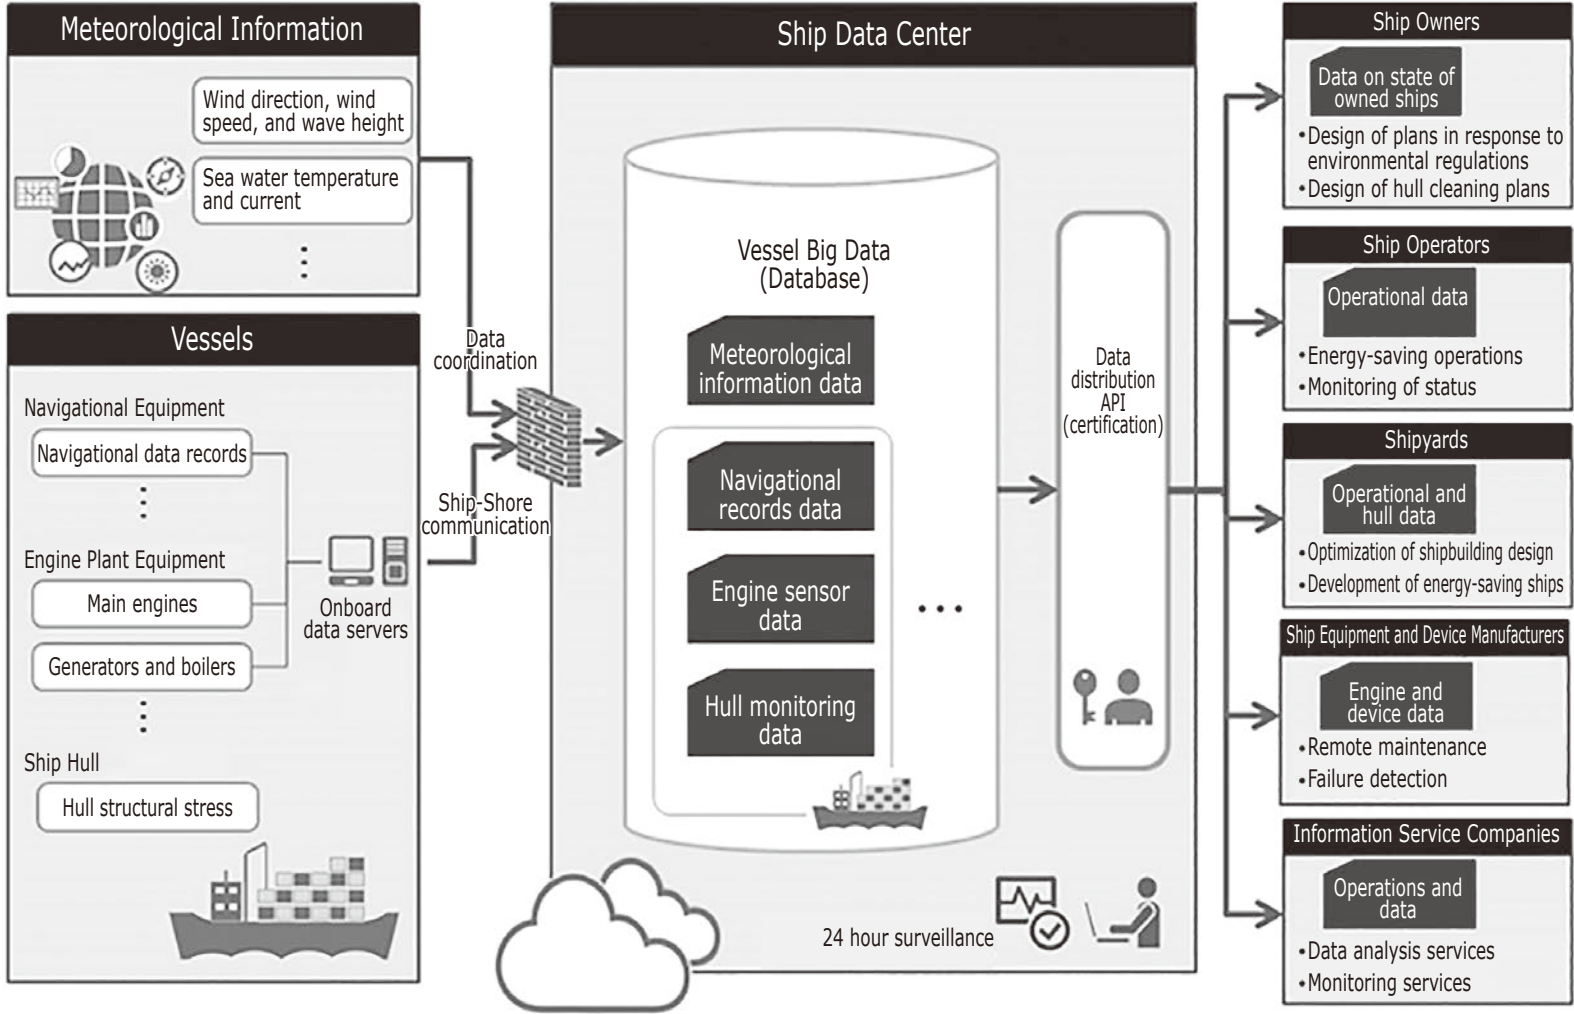 Meteorological Information
Wind direction, wind
speed, and wave height
Sea water temperature
and current
Vessels
Navigational Equipment
Navigational data records
Engine Plant Equipment
Main engines
Generators and boilers
Ship Hull
Hull structural stress
Onboard
data servers
Data
coordination
Ship-Shore
communication
Ship Data Center
Vessel Big Data
(Database)
Meteorological
information data
Navigational
records data
Engine sensor
data
Hull monitoring
data
Data
distribution
API
(certification)
24 hour surveillance
Ship Owners
Data on state of
owned ships
•Design of plans in response to
environmental regulations
•Design of hull cleaning plans
Ship Operators
Operational data
•Energy-saving operations
•Monitoring of status
Shipyards
Operational and
hull data
•Optimization of shipbuilding design
•Development of energy-saving ships
Ship Equipment and Device Manufacturers
Engine and
device data
•Remote maintenance
•Failure detection
Information Service Companies
Operations and
data
•Data analysis services
•Monitoring services